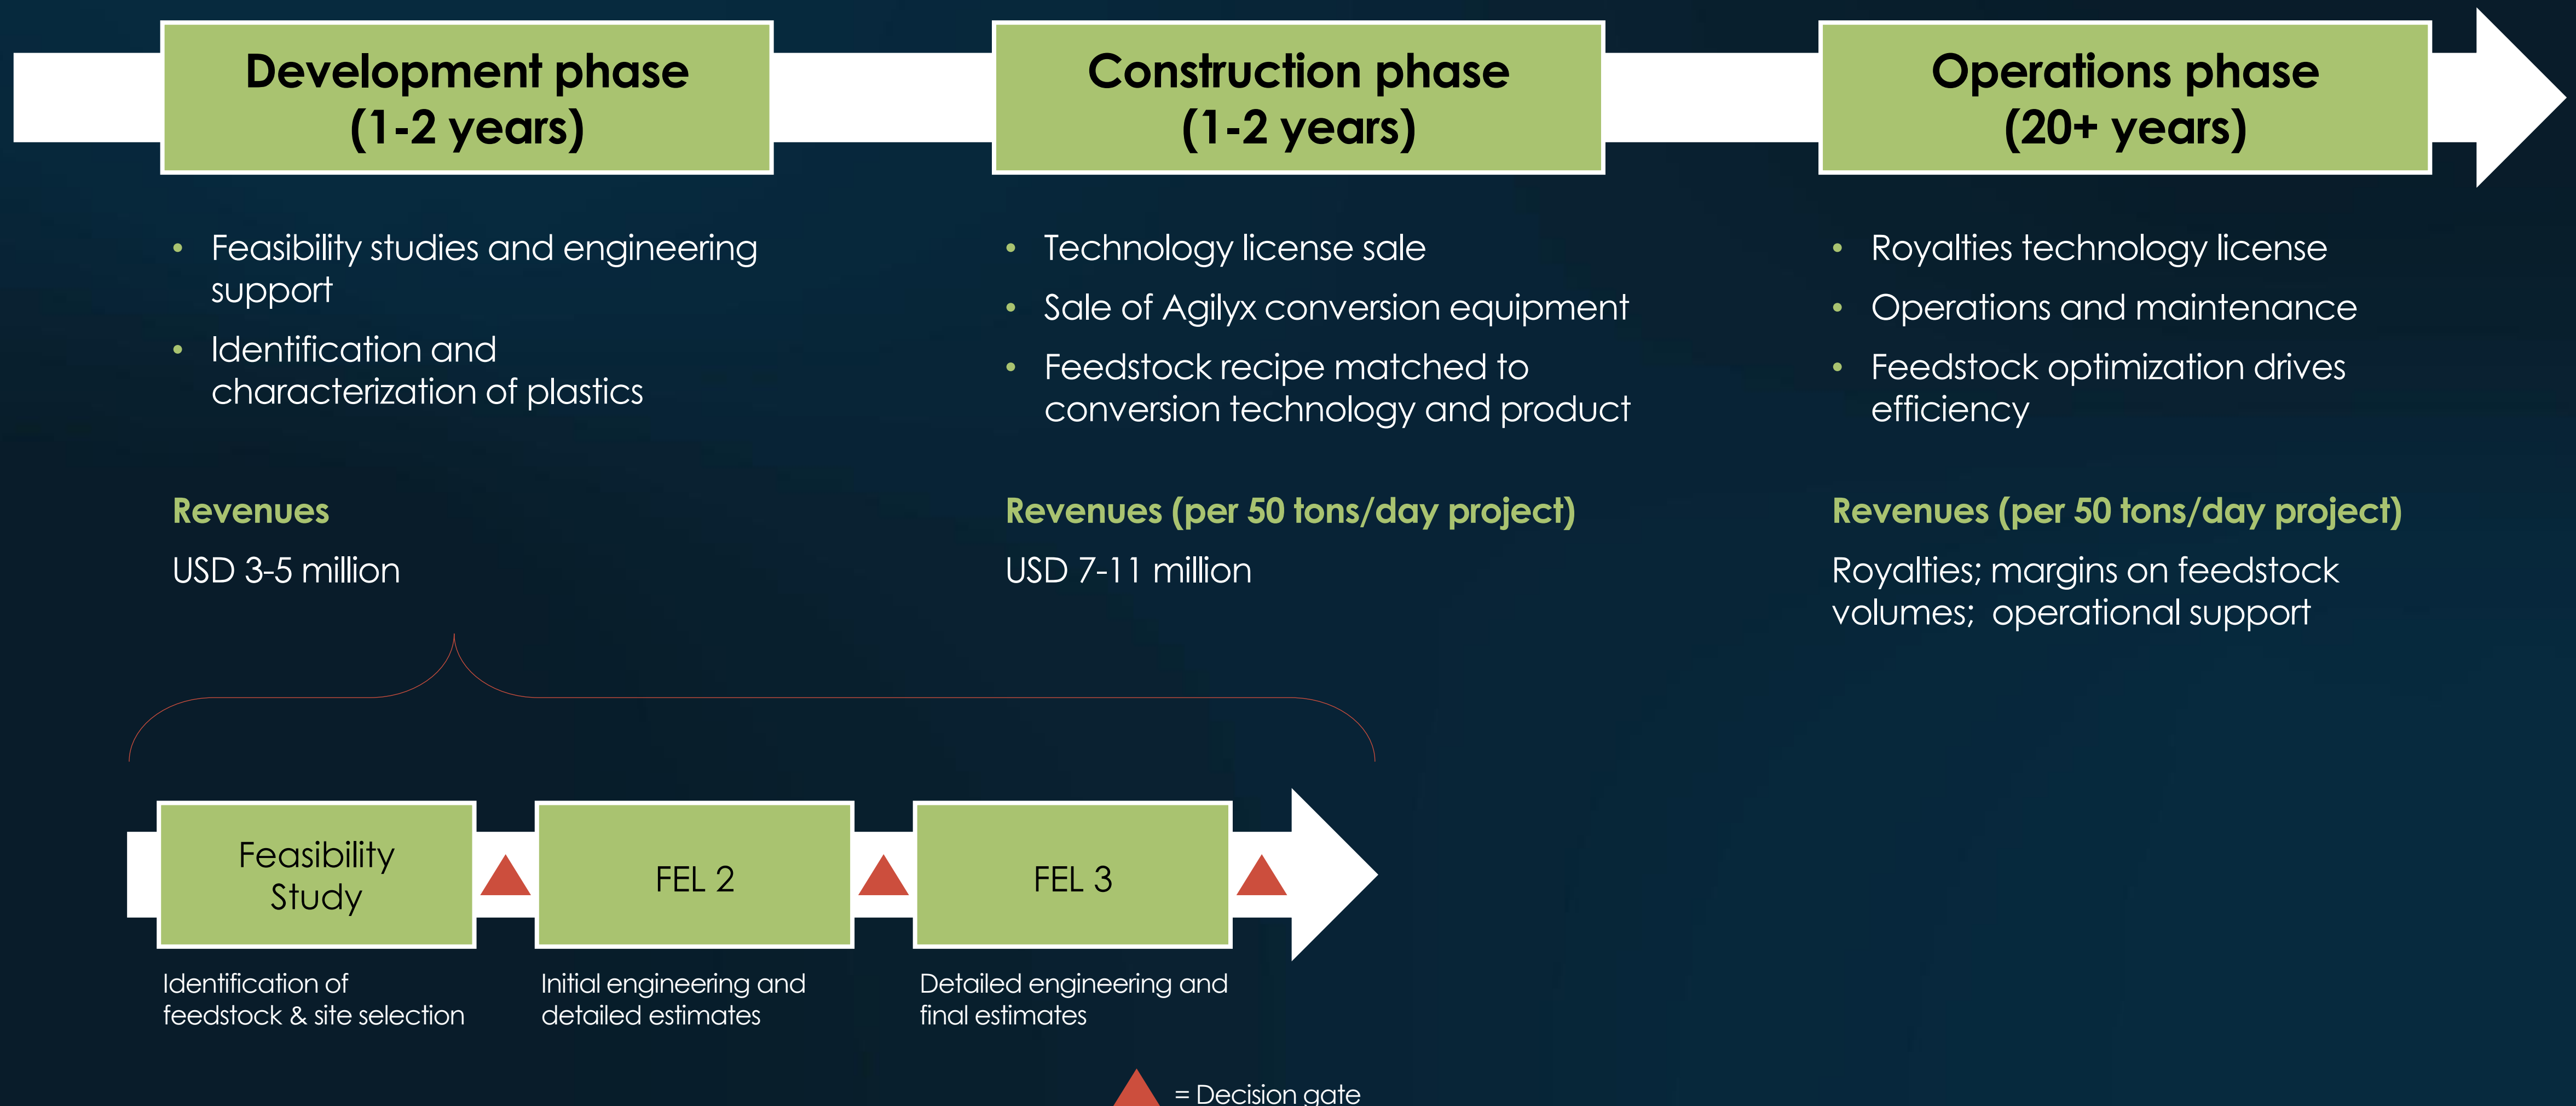 Development phase
(1-2 years)
Construction phase
(1-2 years)
Operations phase
(20+ years)
• Feasibility studies and engineering
support
• Identification and
characterization of plastics
Revenues
USD 3-5 million
• Technology license sale
• Sale of Agilyx conversion equipment
• Feedstock recipe matched to
conversion technology and product
Revenues (per 50 tons/day project)
USD 7-11 million
• Royalties technology license
• Operations and maintenance
• Feedstock optimization drives
efficiency
Revenues (per 50 tons/day project)
Royalties; margins on feedstock
volumes; operational support
Feasibility
Study
FEL 2
FEL 3
Identification of
feedstock & site selection
Initial engineering and
detailed estimates
Detailed engineering and
final estimates
= Decision gate